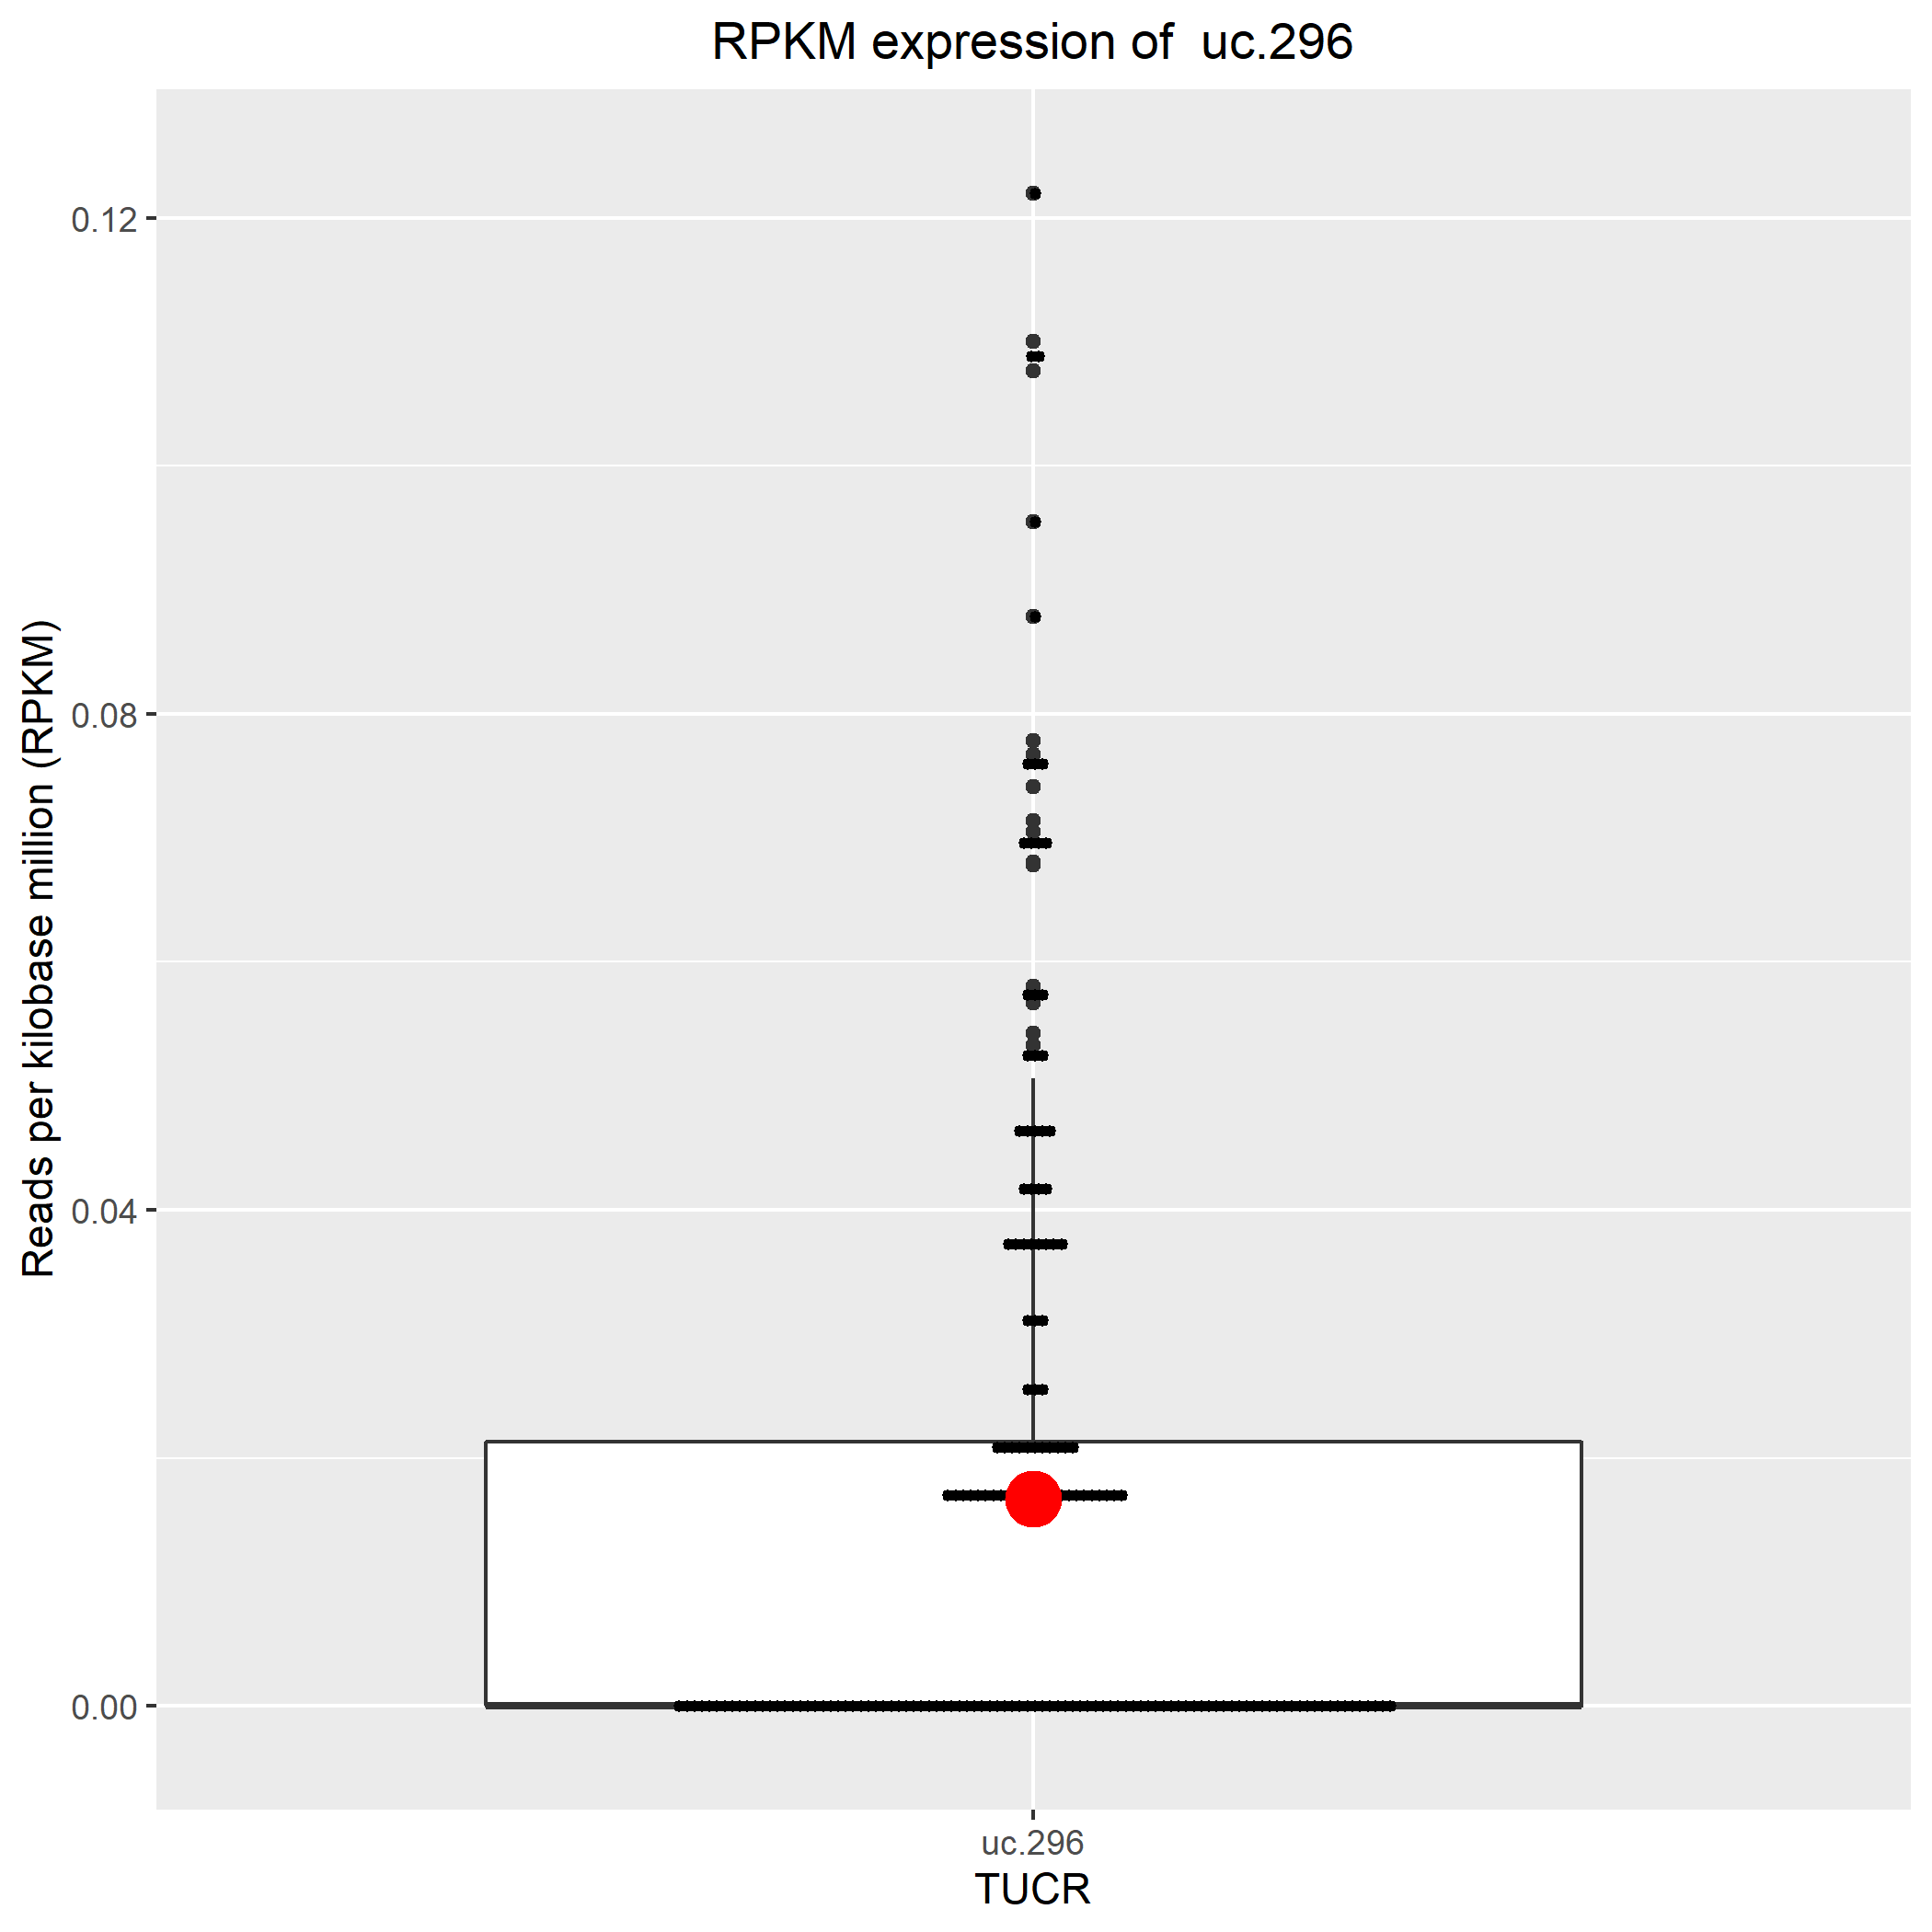 RPKM expression of  uc.296
Reads per kilobase million (RPKM)
0.12
0.08
0.04
0.00
uc.296
TUCR